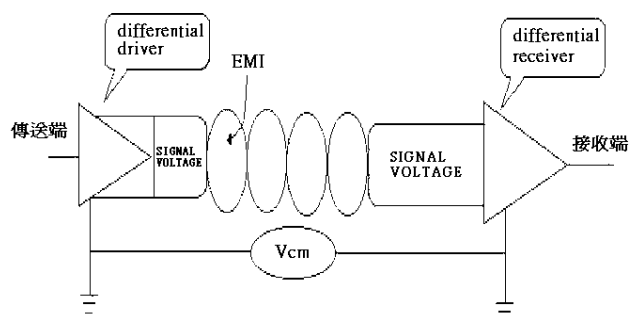 differential
driver
differential
receiver
EMI
傳送端
SIGNAL
VOLTAGE
SIGNAL
VOLTAGE
接收端
Vcm